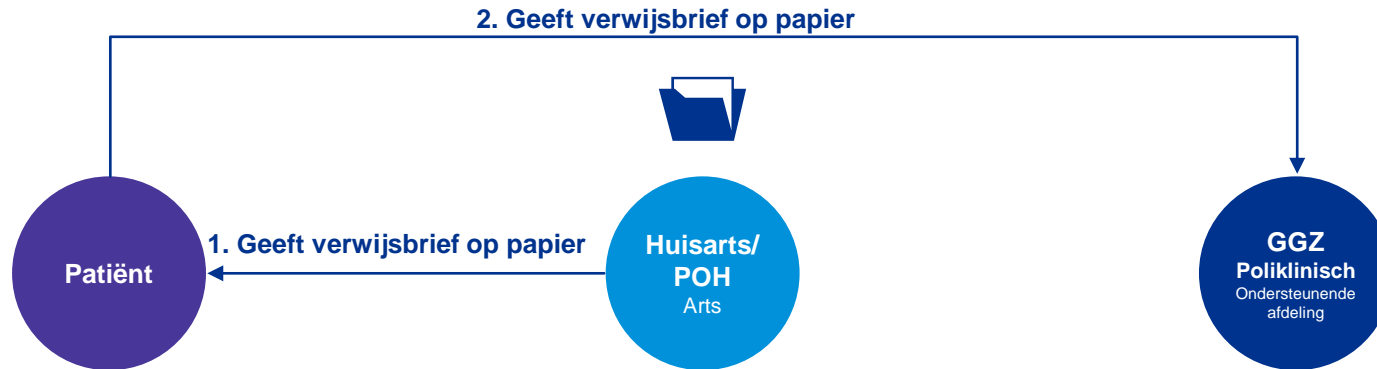 2. Geeft verwijsbrief op papier
1. Geeft verwijsbrief op papier
Patiënt
Huisarts/
POH
Arts
GGZ
Poliklinisch
Ondersteunende
afdeling